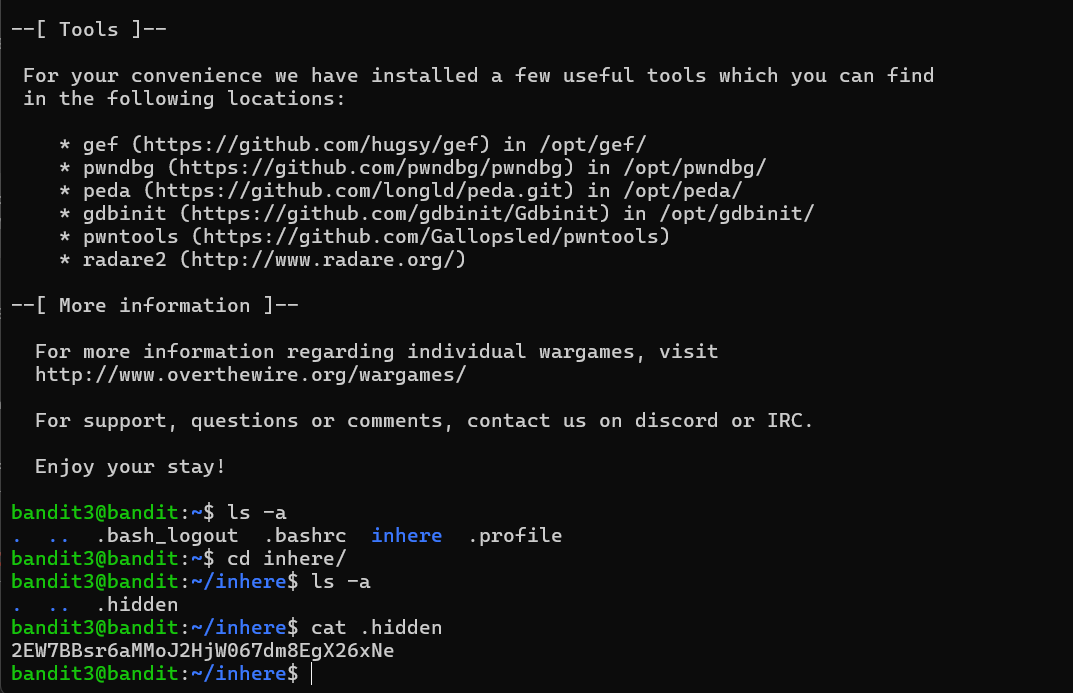 --[ Tools ]--
For your convenience we have installed a few useful tools which you can find
in the following locations:
* gef (https://github.com/hugsy/gef) in /opt/gef/
* pwndbg (https://github.com/pwndbg/pwndbg) in /opt/pwndbg/
* peda (https://github.com/longld/peda.git) in /opt/peda/
* gdbinit (https://github.com/gdbinit/Gdbinit) in /opt/gdbinit/
* pwntools (https://github.com/Gallopsled/pwntools)
* radare2 (http://www.radare.org/)
--[ More information ]--
For more information regarding individual wargames, visit
http://www.overthewire.org/wargames/
For support, questions or comments, contact us on discord or IRC.
Enjoy your stay!
bandit3@bandit:~$ ls -a
.  ..  .bash_logout  .bashrc  inhere  .profile
bandit3@bandit:~$ cd inhere/
bandit3@bandit:~/inhere$ ls -a
.  ..  .hidden
bandit3@bandit:~/inhere$ cat .hidden
2EW7BBsr6aMMoJ2HjW067dm8EgX26xNe
bandit3@bandit:~/inhere$